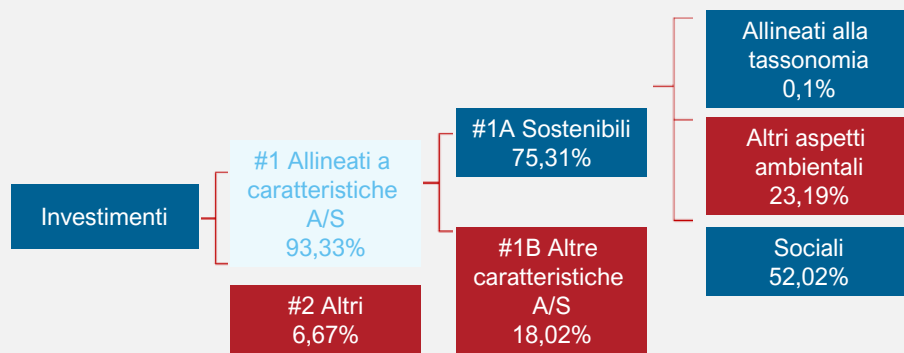 Investimenti
#1 Allineati a
caratteristiche
A/S
93,33%
#2 Altri
6,67%
#1A Sostenibili
75,31%
#1B Altre
caratteristiche
A/S
18,02%
Allineati alla
tassonomia
0,1%
Altri aspetti
ambientali
23,19%
Sociali
52,02%